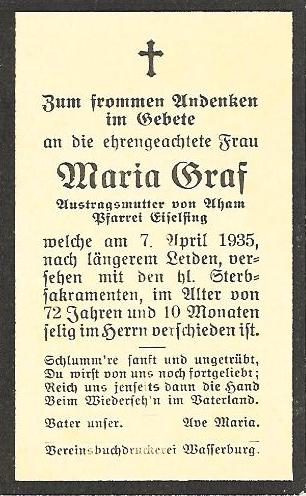 Zum frommen Andenken
im Gebete
an die ehrengeachtete Frau
Maria Graf
Austragsmutter von Aham
Pfarrei Eiselfing
welche am 7. April 1935,
nach längerem Leiden, ver-
sehen mit den hl. Sterb-
sakramenten, im Alter von
72 Jahren und 10 Monaten
selig im Herrn verschieden ist.
Schlumm're sanft und ungetrübt,
Du wirst von uns noch fortgeliebt;
Reich uns jenseits dann die Hand
Beim Wiederseh'n im Vaterland.
Vater unser. Ave Maria.
Vereinsbuchdruckerei Wasserburg.